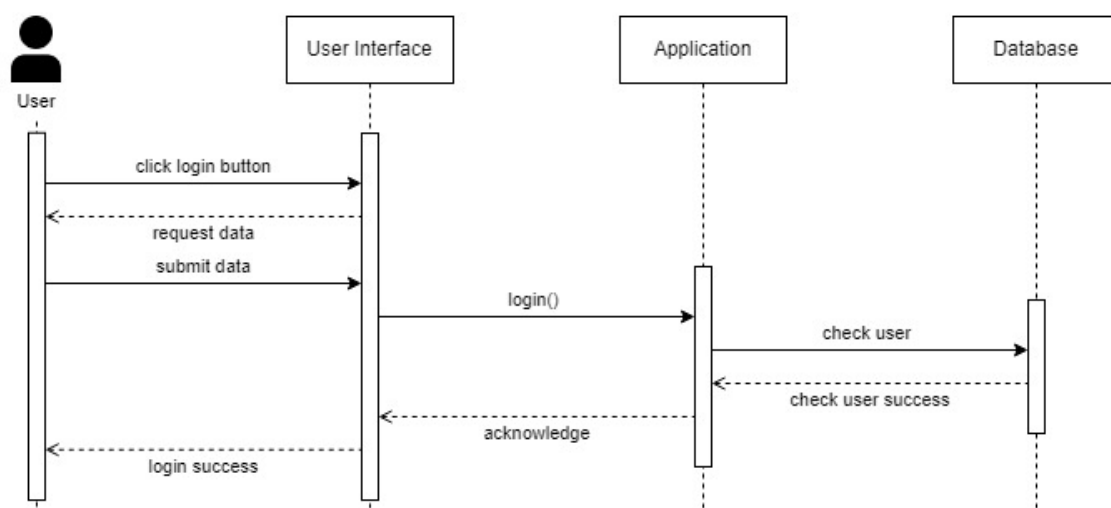 User Interface
Application
Database
User
click login button
request data
submit data
login()
check user
check user success
acknowledge
login success